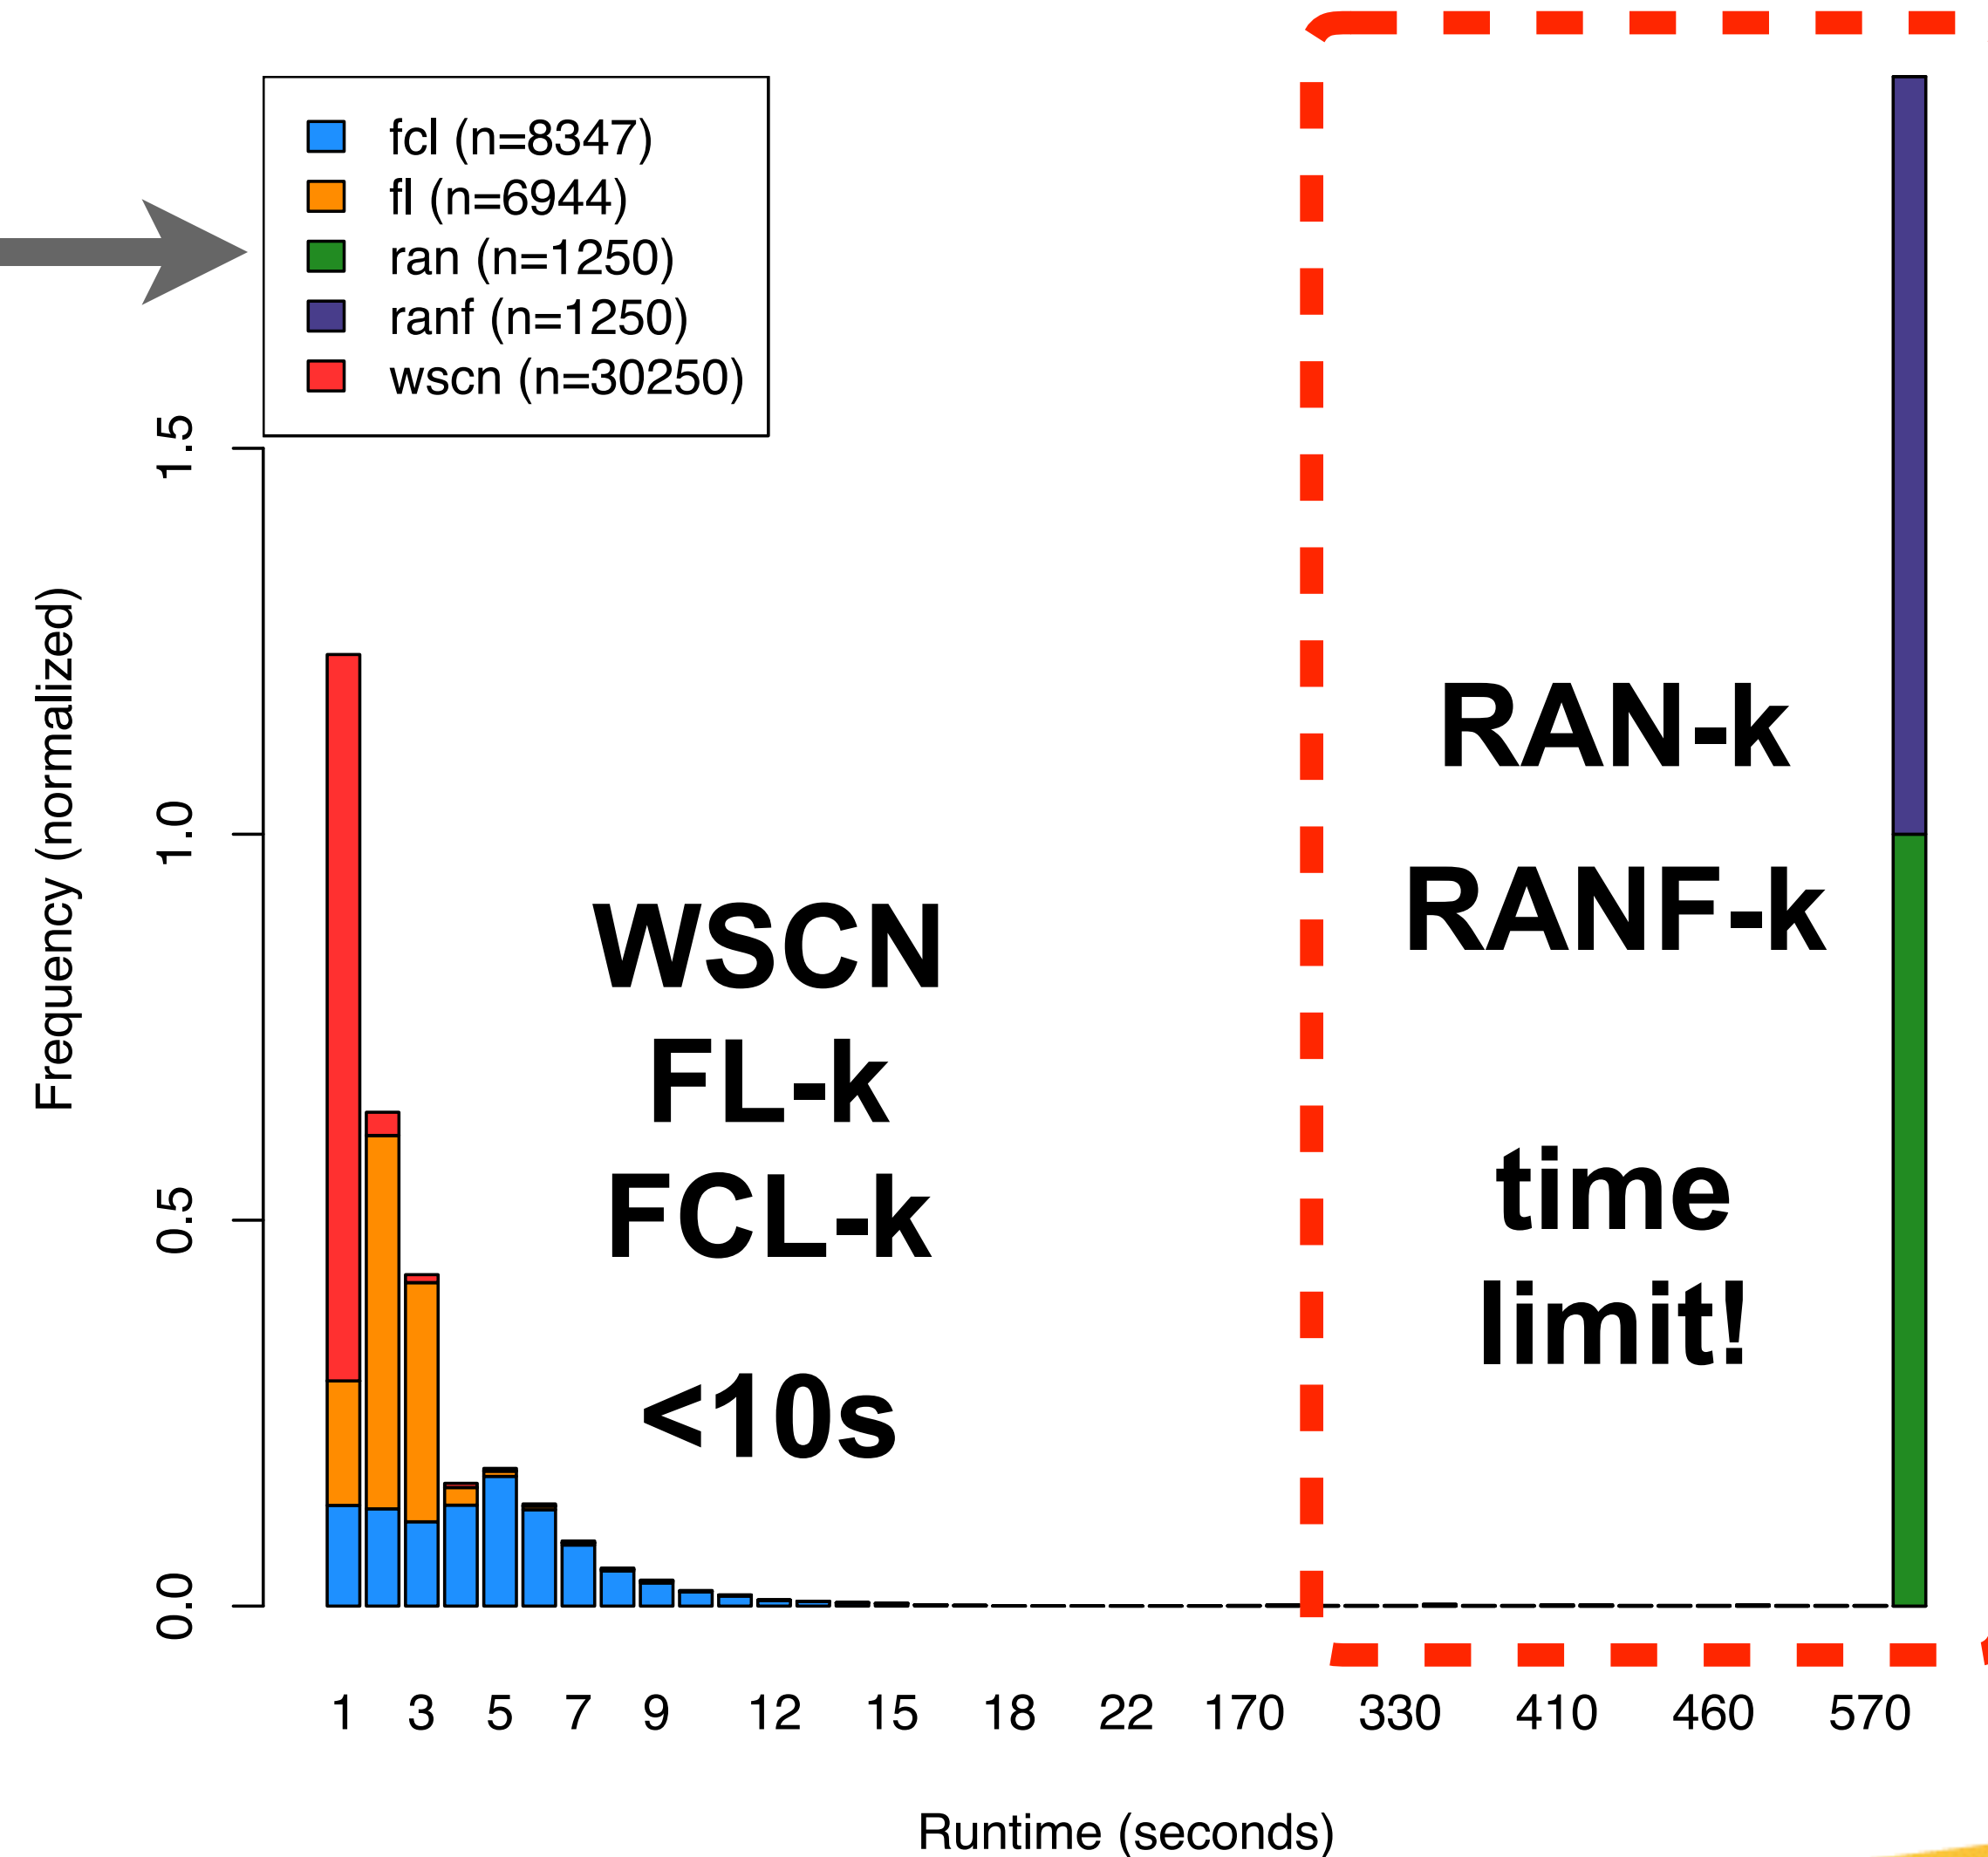 fcl (n=8347)
fl (n=6944)
ran (n=1250)
ranf (n=1250)
wscn (n=30250)
Frequency (normalized)
1.5
1.0
0.5
0.0
WSCN
FL-k
FCL-k
<10s
RAN-k
RANF-k
time
limit!
1 3 5 7 9 12 15 18 22 170 330 410 460 570
Runtime (seconds)